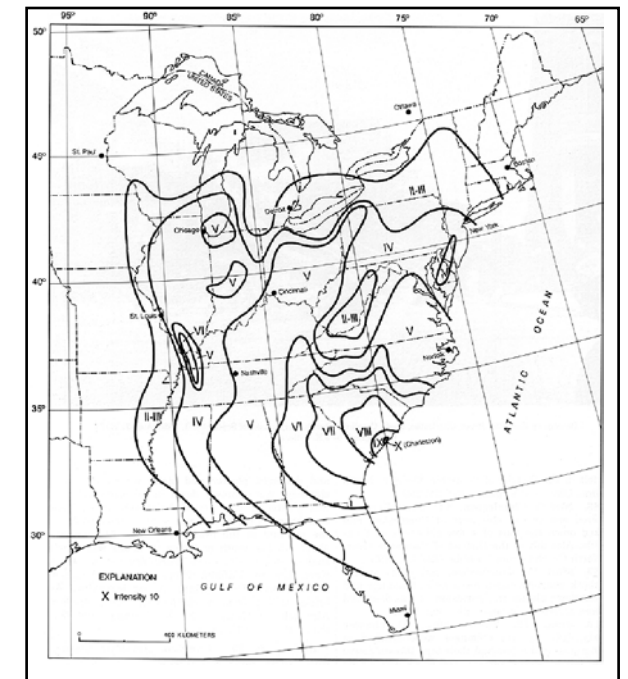 95° 90° 85° 80° 75° 70° 65°
50°
CANADA
UNITED STATES
Ottawa
St. Paul
45°
Boston
II-III
Detroit
Chicago
V
New York
IV
V
V
40°
Cincinnati
V
II-III
St. Louis
VI
V
V
Norfolk
Nashville
35°
II-III
IV
V
VI
VII
VIII
IX
X (Charleston)
ATLANTIC OCEAN
30°
New Orleans
EXPLANATION
X Intensity 10
GULF OF MEXICO
Miami
0
KILOMETERS